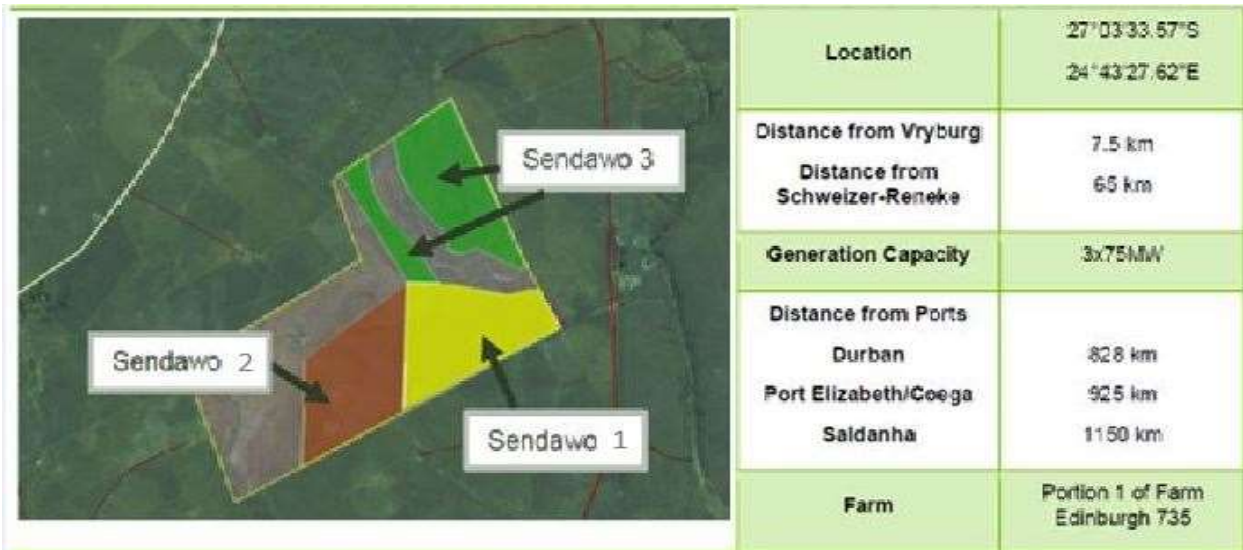 Sendawo 3
Sendawo 2
Sendawo 1
Location
27°03'33.57"S
24°43'27.62"E
Distance from Vryburg
7.5 km
Distance from
Schweizer-Reneke
65 km
Generation Capacity
3x75MW
Distance from Ports
Durban
828 km
Port Elizabeth/Coega
925 km
Saldanha
1150 km
Farm
Portion 1 of Farm
Edinburgh 735